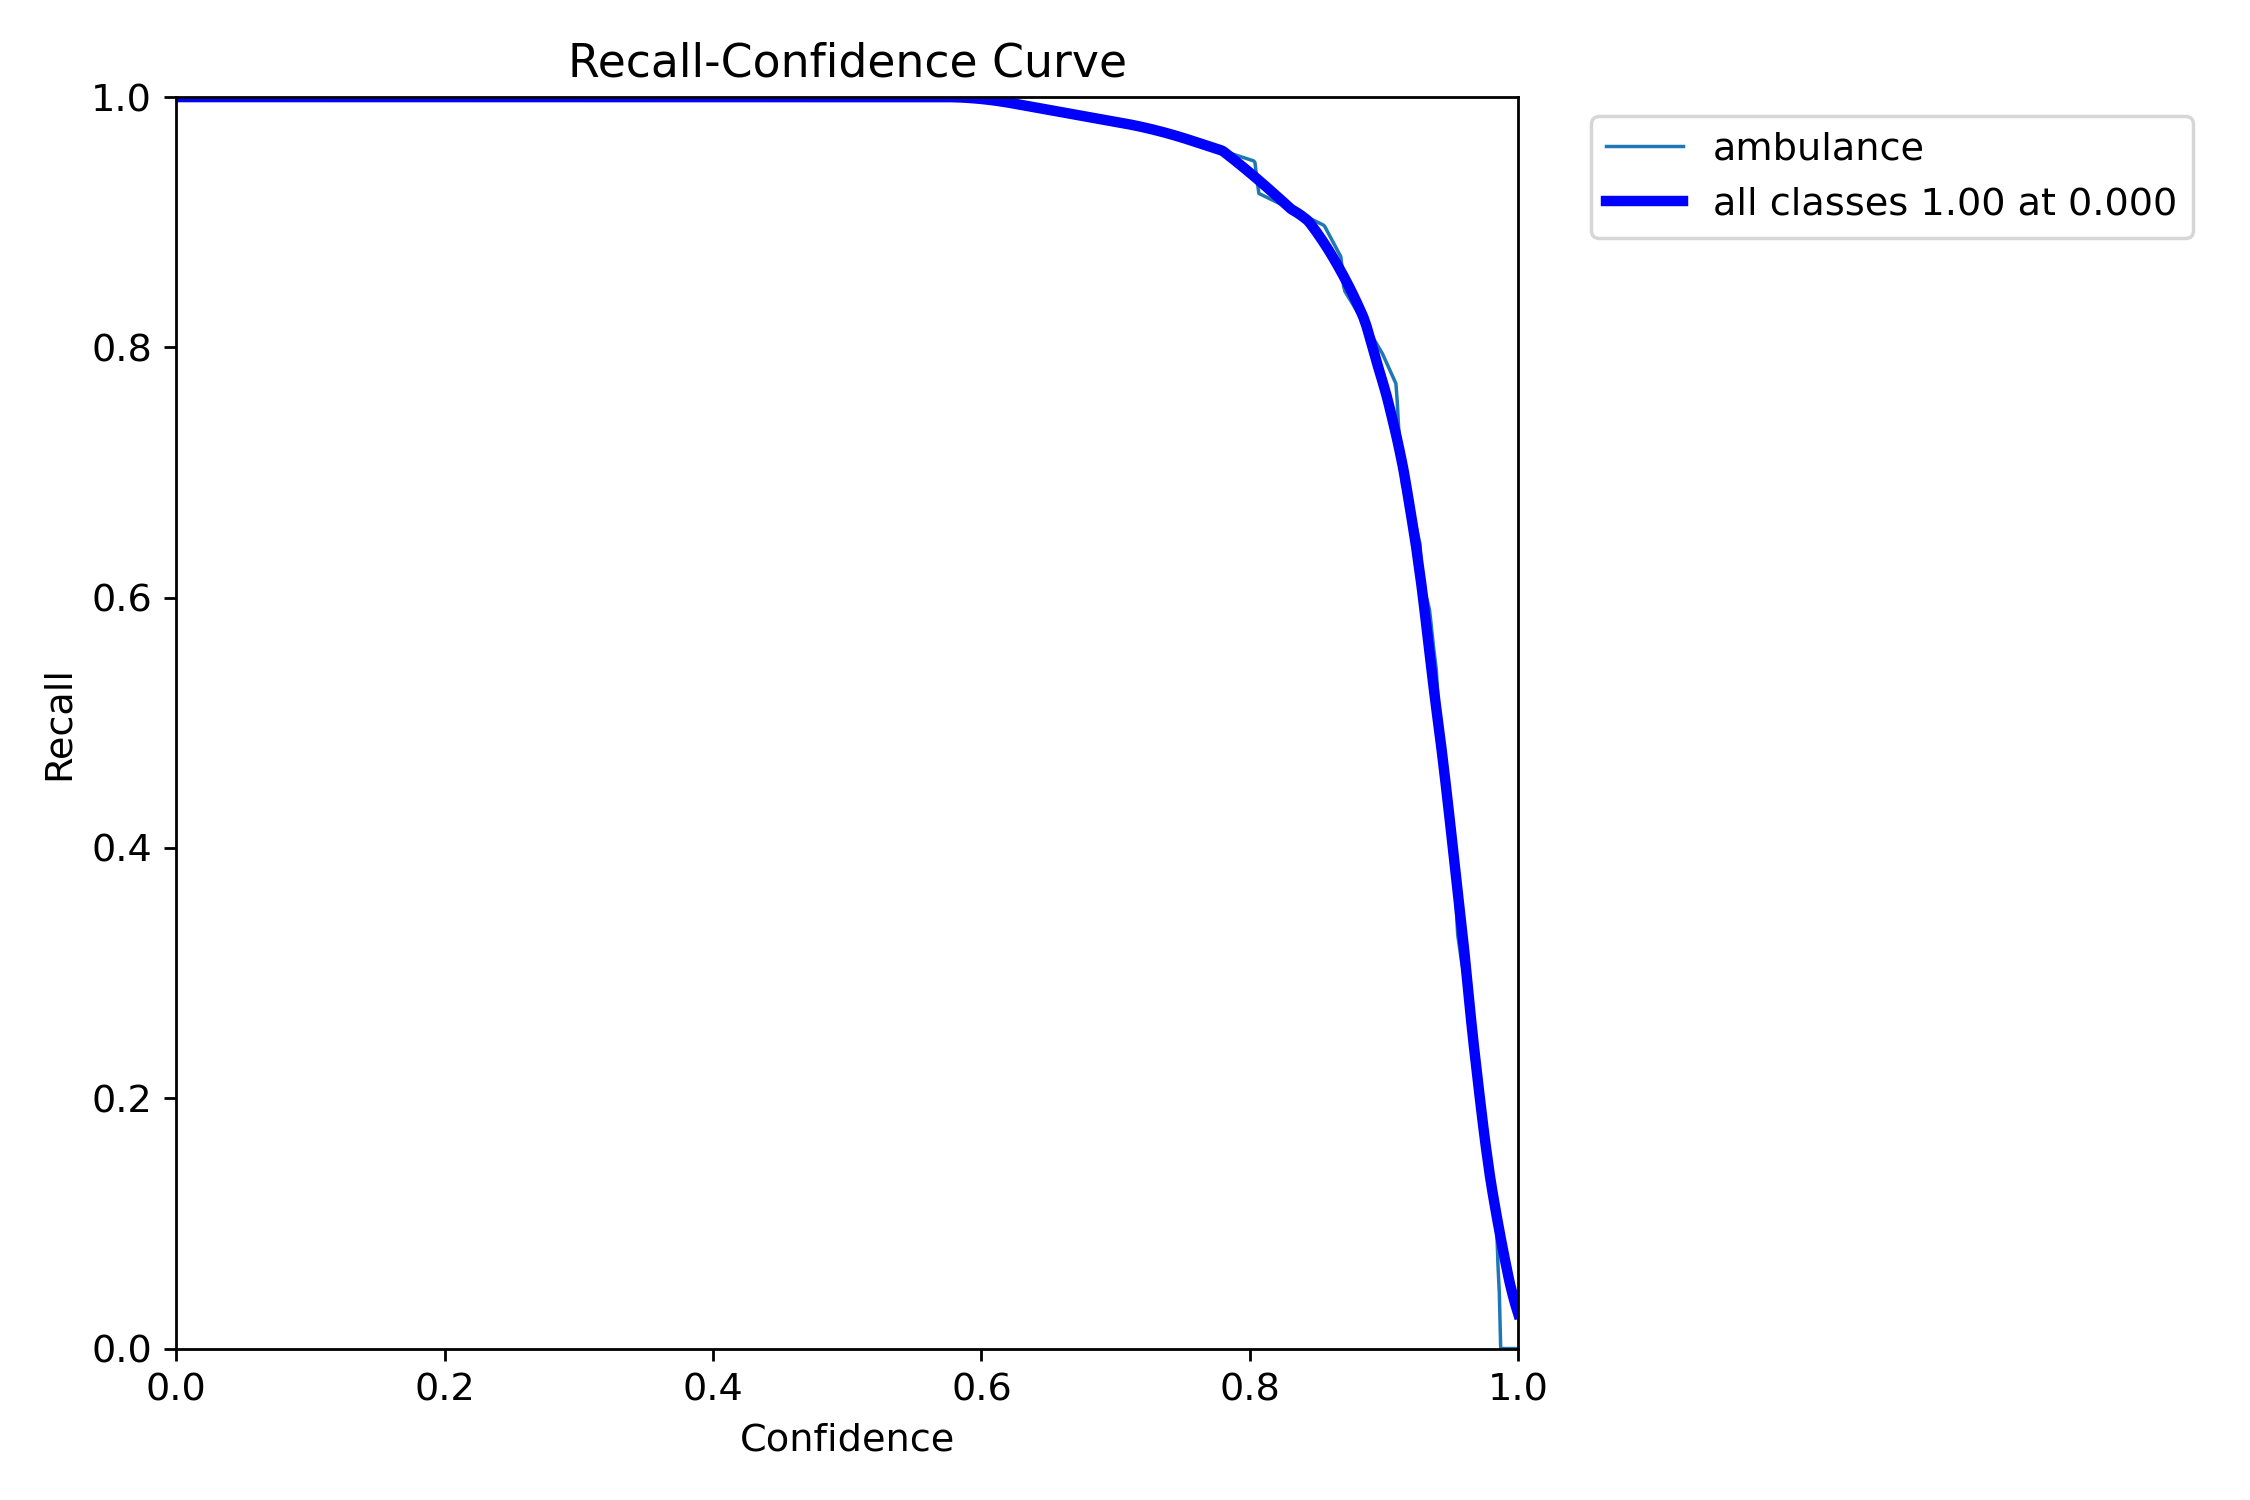 Recall-Confidence Curve
1.0
0.8
0.6
0.4
0.2
0.0
Recall
0.0 0.2 0.4 0.6 0.8 1.0
Confidence
ambulance
all classes 1.00 at 0.000